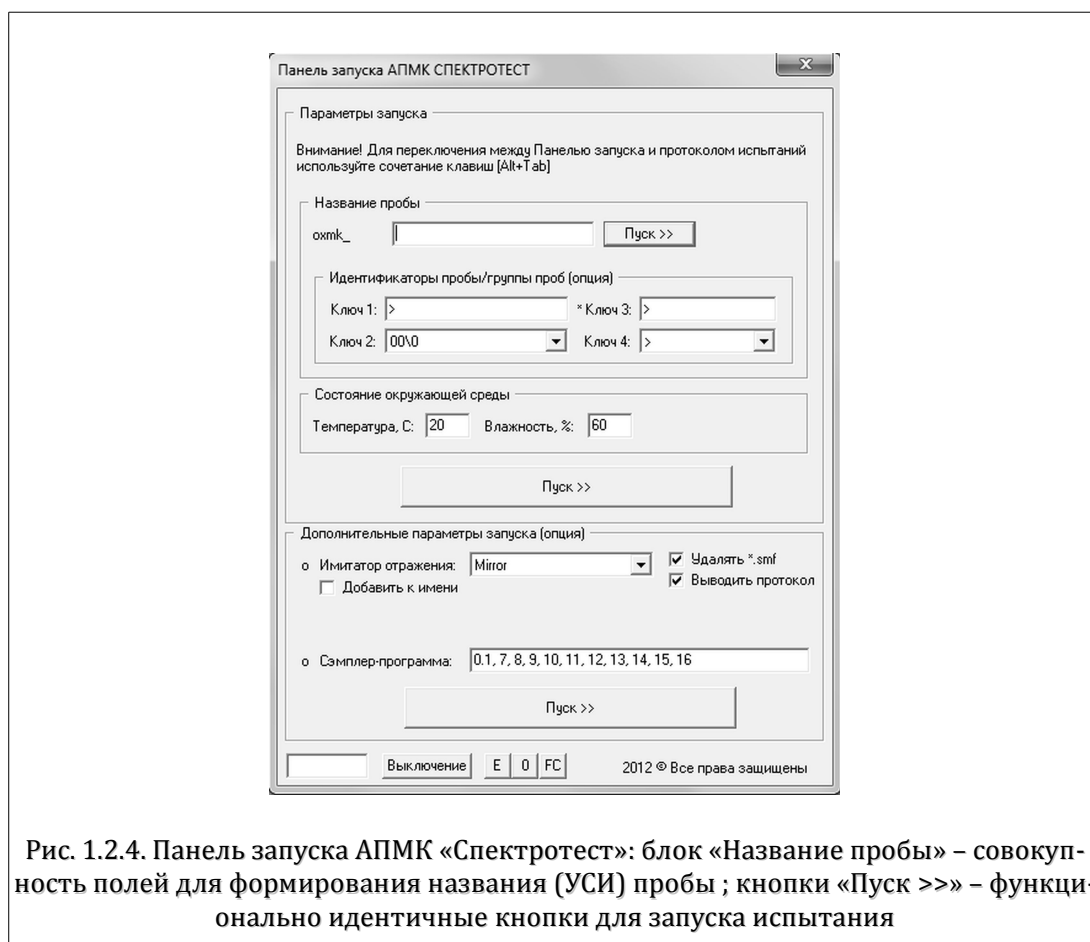 Панель запуска АПМК СПЕКТРОТЕСТ
x
Параметры запуска
Внимание! Для переключения между Панелью запуска и протоколом испытаний
используйте сочетание клавиш [Alt+Tab]
Название пробы
oxmk_ Пуск >>
Идентификаторы пробы/группы проб (опция)
Ключ 1: > * Ключ 3: >
Ключ 2: 00\0 Ключ 4: >
Состояние окружающей среды
Температура, С: 20 Влажность, %: 60
Пуск >>
Дополнительные параметры запуска (опция)
o Имитатор отражения: Mirror Удалять *.smf
Добавить к имени Выводить протокол
o Сэмплер-программа: 0.1, 7, 8, 9, 10, 11, 12, 13, 14, 15, 16
Пуск >>
Выключение E 0 FC 2012 © Все права защищены
Рис. 1.2.4. Панель запуска АПМК «Спектротест»: блок «Название пробы» – совокуп-
ность полей для формирования названия (УСИ) пробы ; кнопки «Пуск >>» – функци-
онально идентичные кнопки для запуска испытания